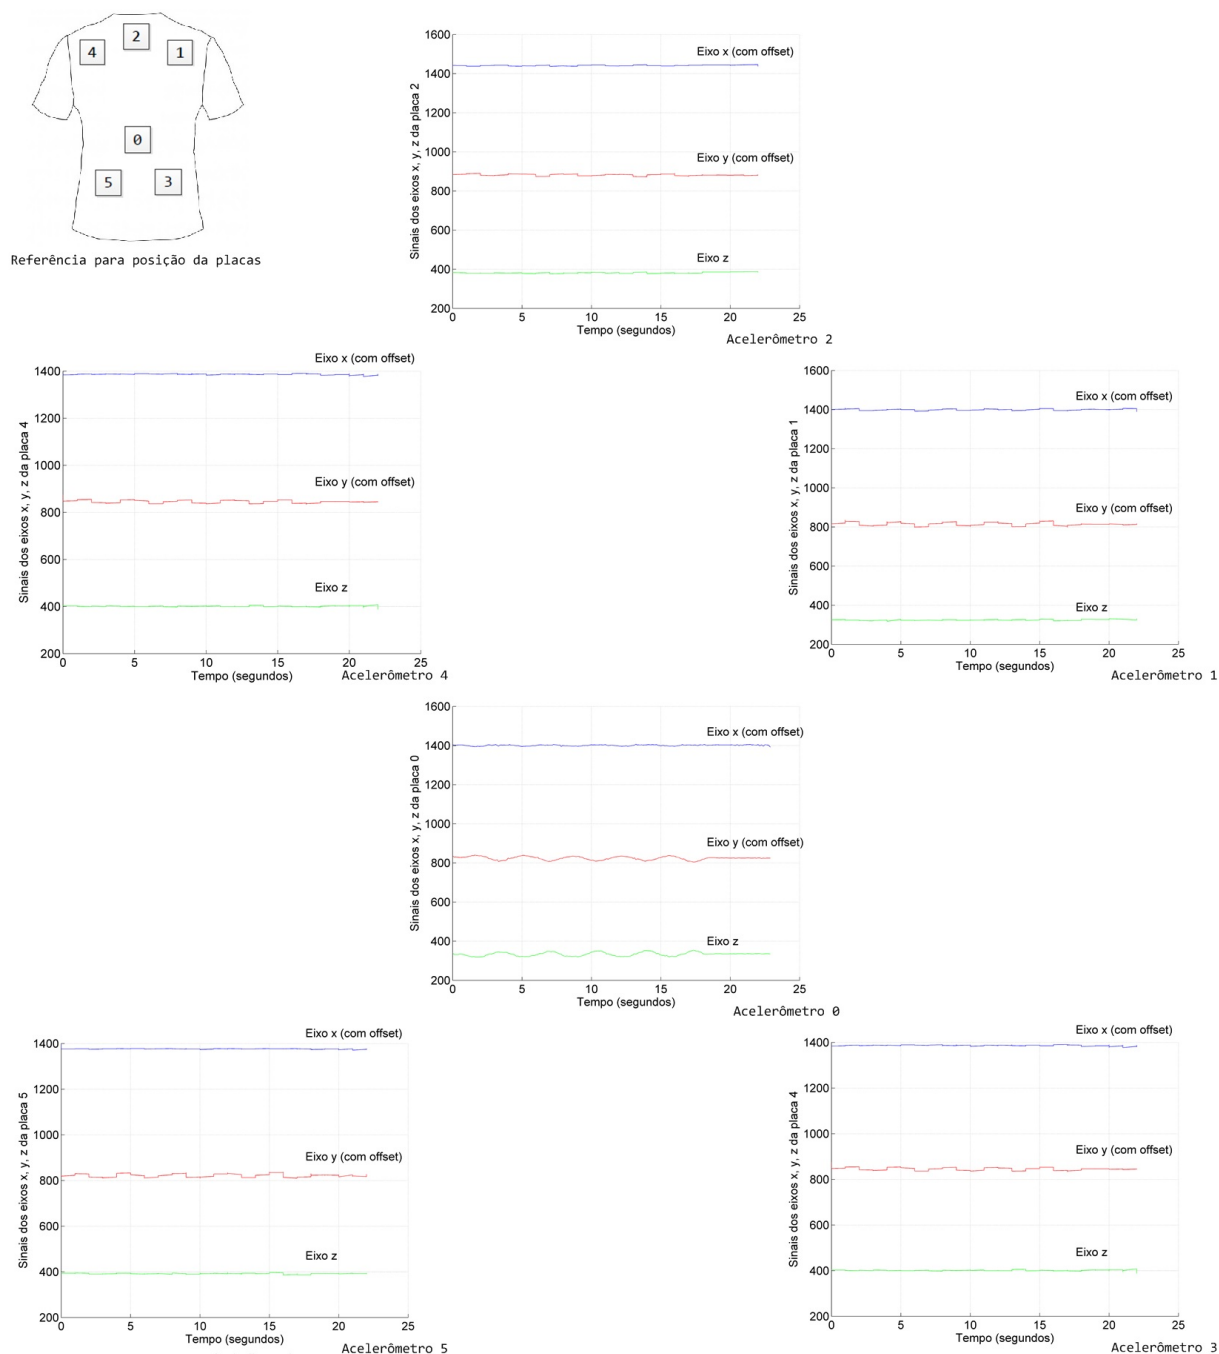 2
4
1
0
5
3
Referência para posição da placas
1600
1400
1200
1000
800
600
400
200
0 5 10 15 20 25
Sinais dos eixos x, y, z da placa 2
Eixo x (com offset)
Eixo y (com offset)
Eixo z
Tempo (segundos)
Acelerômetro 2
1400
1200
1000
800
600
400
200
0 5 10 15 20 25
Sinais dos eixos x, y, z da placa 4
Eixo x (com offset)
Eixo y (com offset)
Eixo z
Tempo (segundos)
Acelerômetro 4
1600
1400
1200
1000
800
600
400
200
0 5 10 15 20 25
Sinais dos eixos x, y, z da placa 1
Eixo x (com offset)
Eixo y (com offset)
Eixo z
Tempo (segundos)
Acelerômetro 1
1600
1400
1200
1000
800
600
400
200
0 5 10 15 20 25
Sinais dos eixos x, y, z da placa 0
Eixo x (com offset)
Eixo y (com offset)
Eixo z
Tempo (segundos)
Acelerômetro 0
1400
1200
1000
800
600
400
200
0 5 10 15 20 25
Sinais dos eixos x, y, z da placa 5
Eixo x (com offset)
Eixo y (com offset)
Eixo z
Tempo (segundos)
Acelerômetro 5
1400
1200
1000
800
600
400
200
0 5 10 15 20 25
Sinais dos eixos x, y, z da placa 4
Eixo x (com offset)
Eixo y (com offset)
Eixo z
Tempo (segundos)
Acelerômetro 3